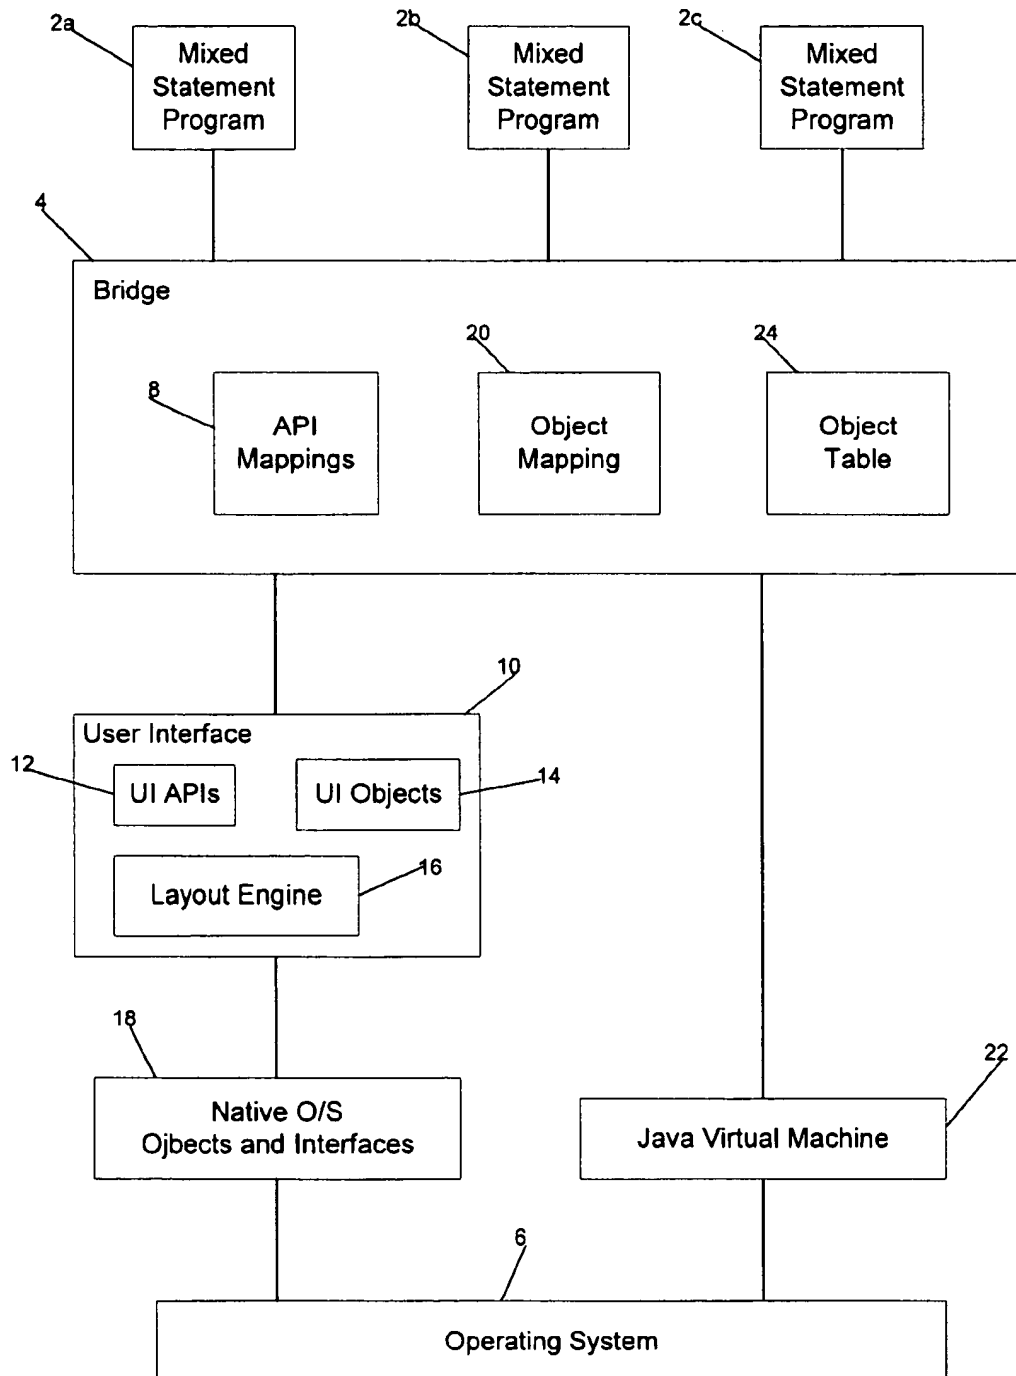 2a
2b
2c
Mixed
Statement
Program
Mixed
Statement
Program
Mixed
Statement
Program
4
Bridge
20
24
8
API
Mappings
Object
Mapping
Object
Table
10
User Interface
12
UI APIs
UI Objects
14
Layout Engine
16
18
22
Native O/S
Ojbects and Interfaces
Java Virtual Machine
6
Operating System